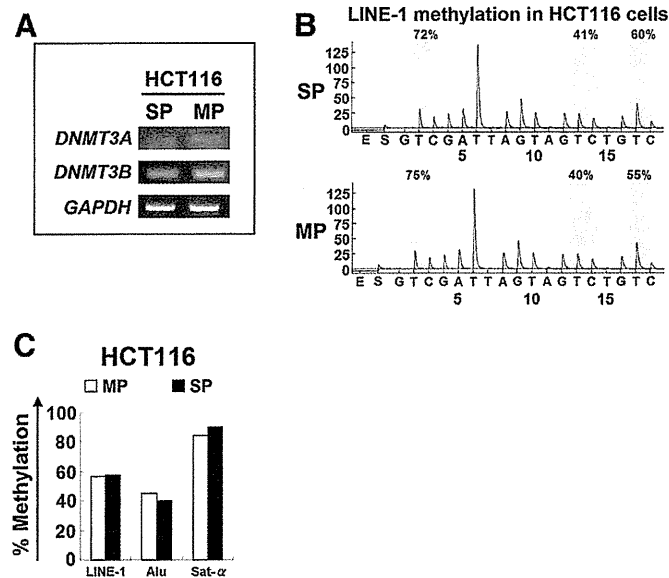 A
HCT116
SP MP
DNMT3A
DNMT3B
GAPDH
B
LINE-1 methylation in HCT116 cells
72% 41% 60%
125
100
75
50
25
0
SP
E S G T C G A T T A G T A G T C T G T C
5 10 15
75% 40% 55%
125
100
75
50
25
0
MP
E S G T C G A T T A G T A G T C T G T C
5 10 15
C
HCT116
MP SP
% Methylation
100
80
60
40
20
0
LINE-1 Alu Sat-α